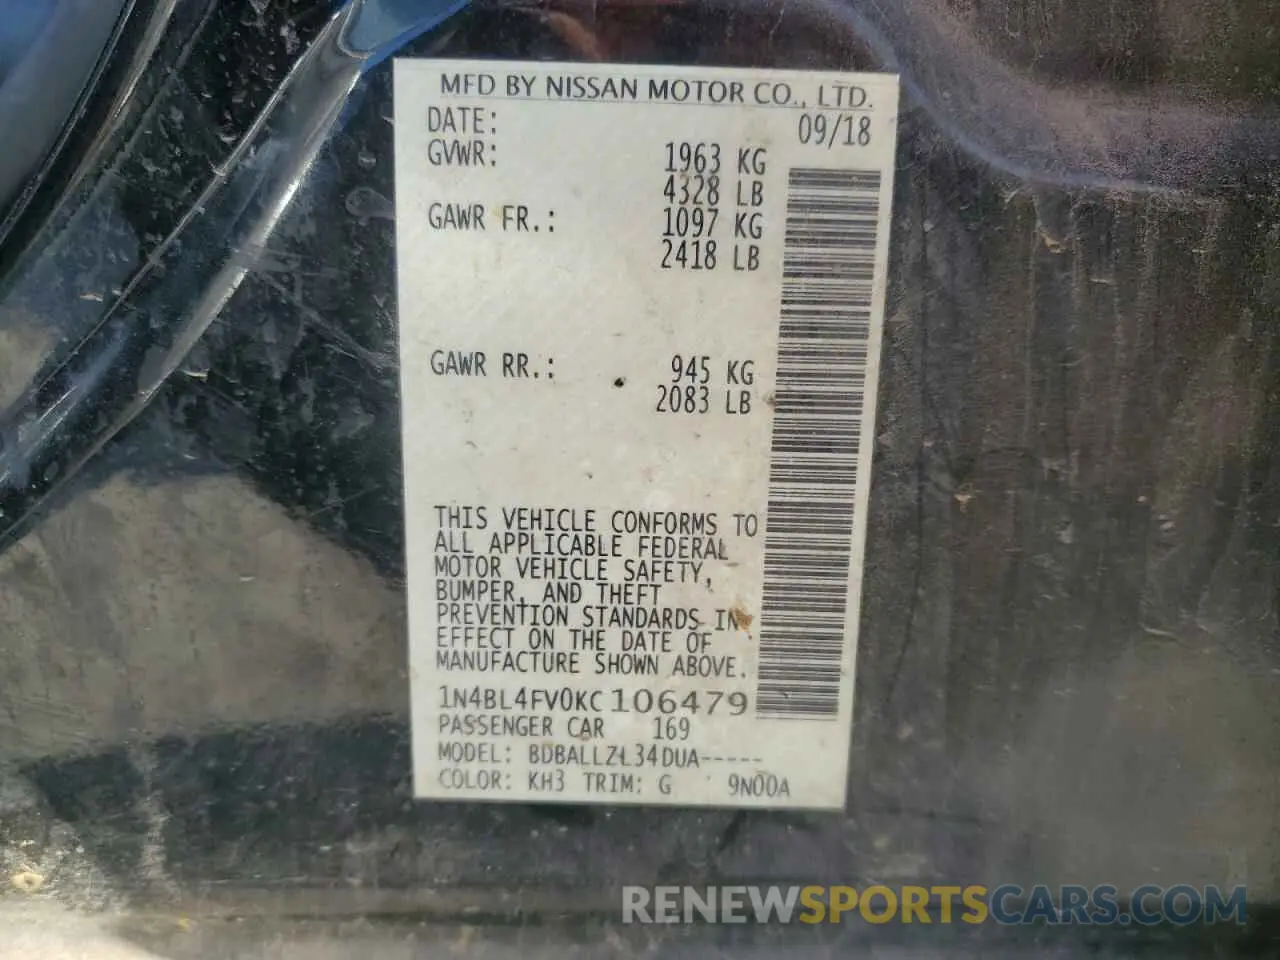 MFD BY NISSAN MOTOR CO., LTD.
DATE: 09/18
GVWR: 1963 KG
4328 LB
GAWR FR.: 1097 KG
2418 LB
GAWR RR.: 945 KG
2083 LB
THIS VEHICLE CONFORMS TO
ALL APPLICABLE FEDERAL
MOTOR VEHICLE SAFETY,
BUMPER, AND THEFT
PREVENTION STANDARDS IN
EFFECT ON THE DATE OF
MANUFACTURE SHOWN ABOVE.
1N4BL4FV0KC106479
PASSENGER CAR 169
MODEL: BDBALLZL34DUA-----
COLOR: KH3 TRIM: G 9N00A
RENEWSPORTSCARS.COM